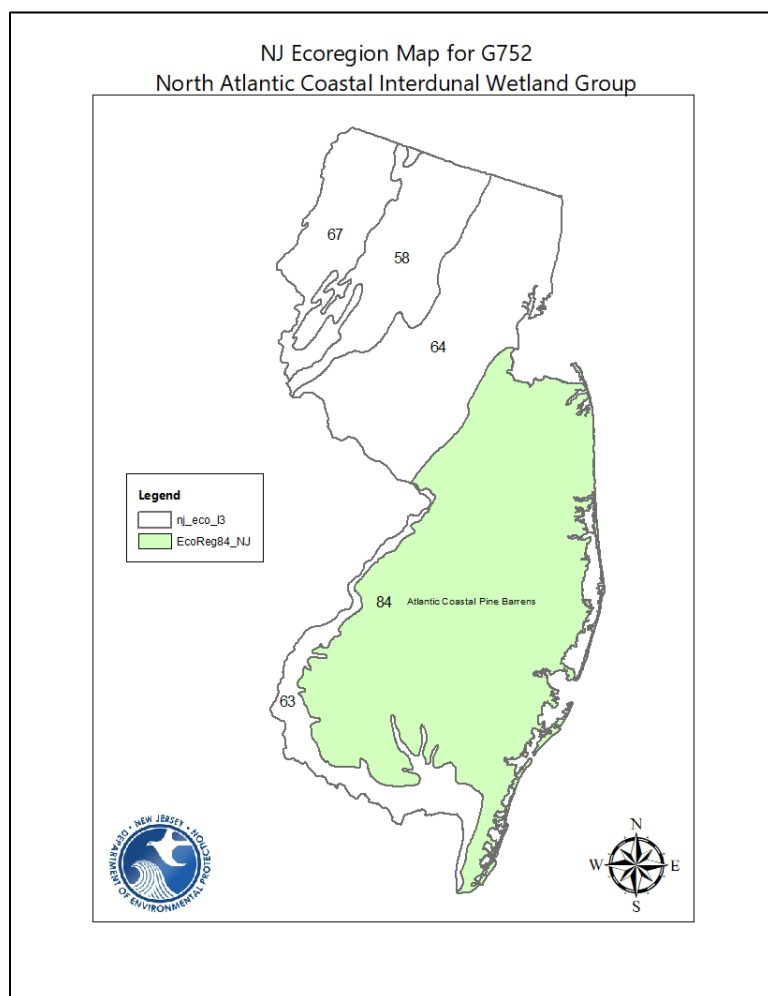 NJ Ecoregion Map for G752
North Atlantic Coastal Interdunal Wetland Group
67
58
64
Legend
nj_eco_l3
EcoReg84_NJ
84 Atlantic Coastal Pine Barrens
63
• NEW JERSEY •
DEPARTMENT OF ENVIRONMENTAL PROTECTION
N
W E
S